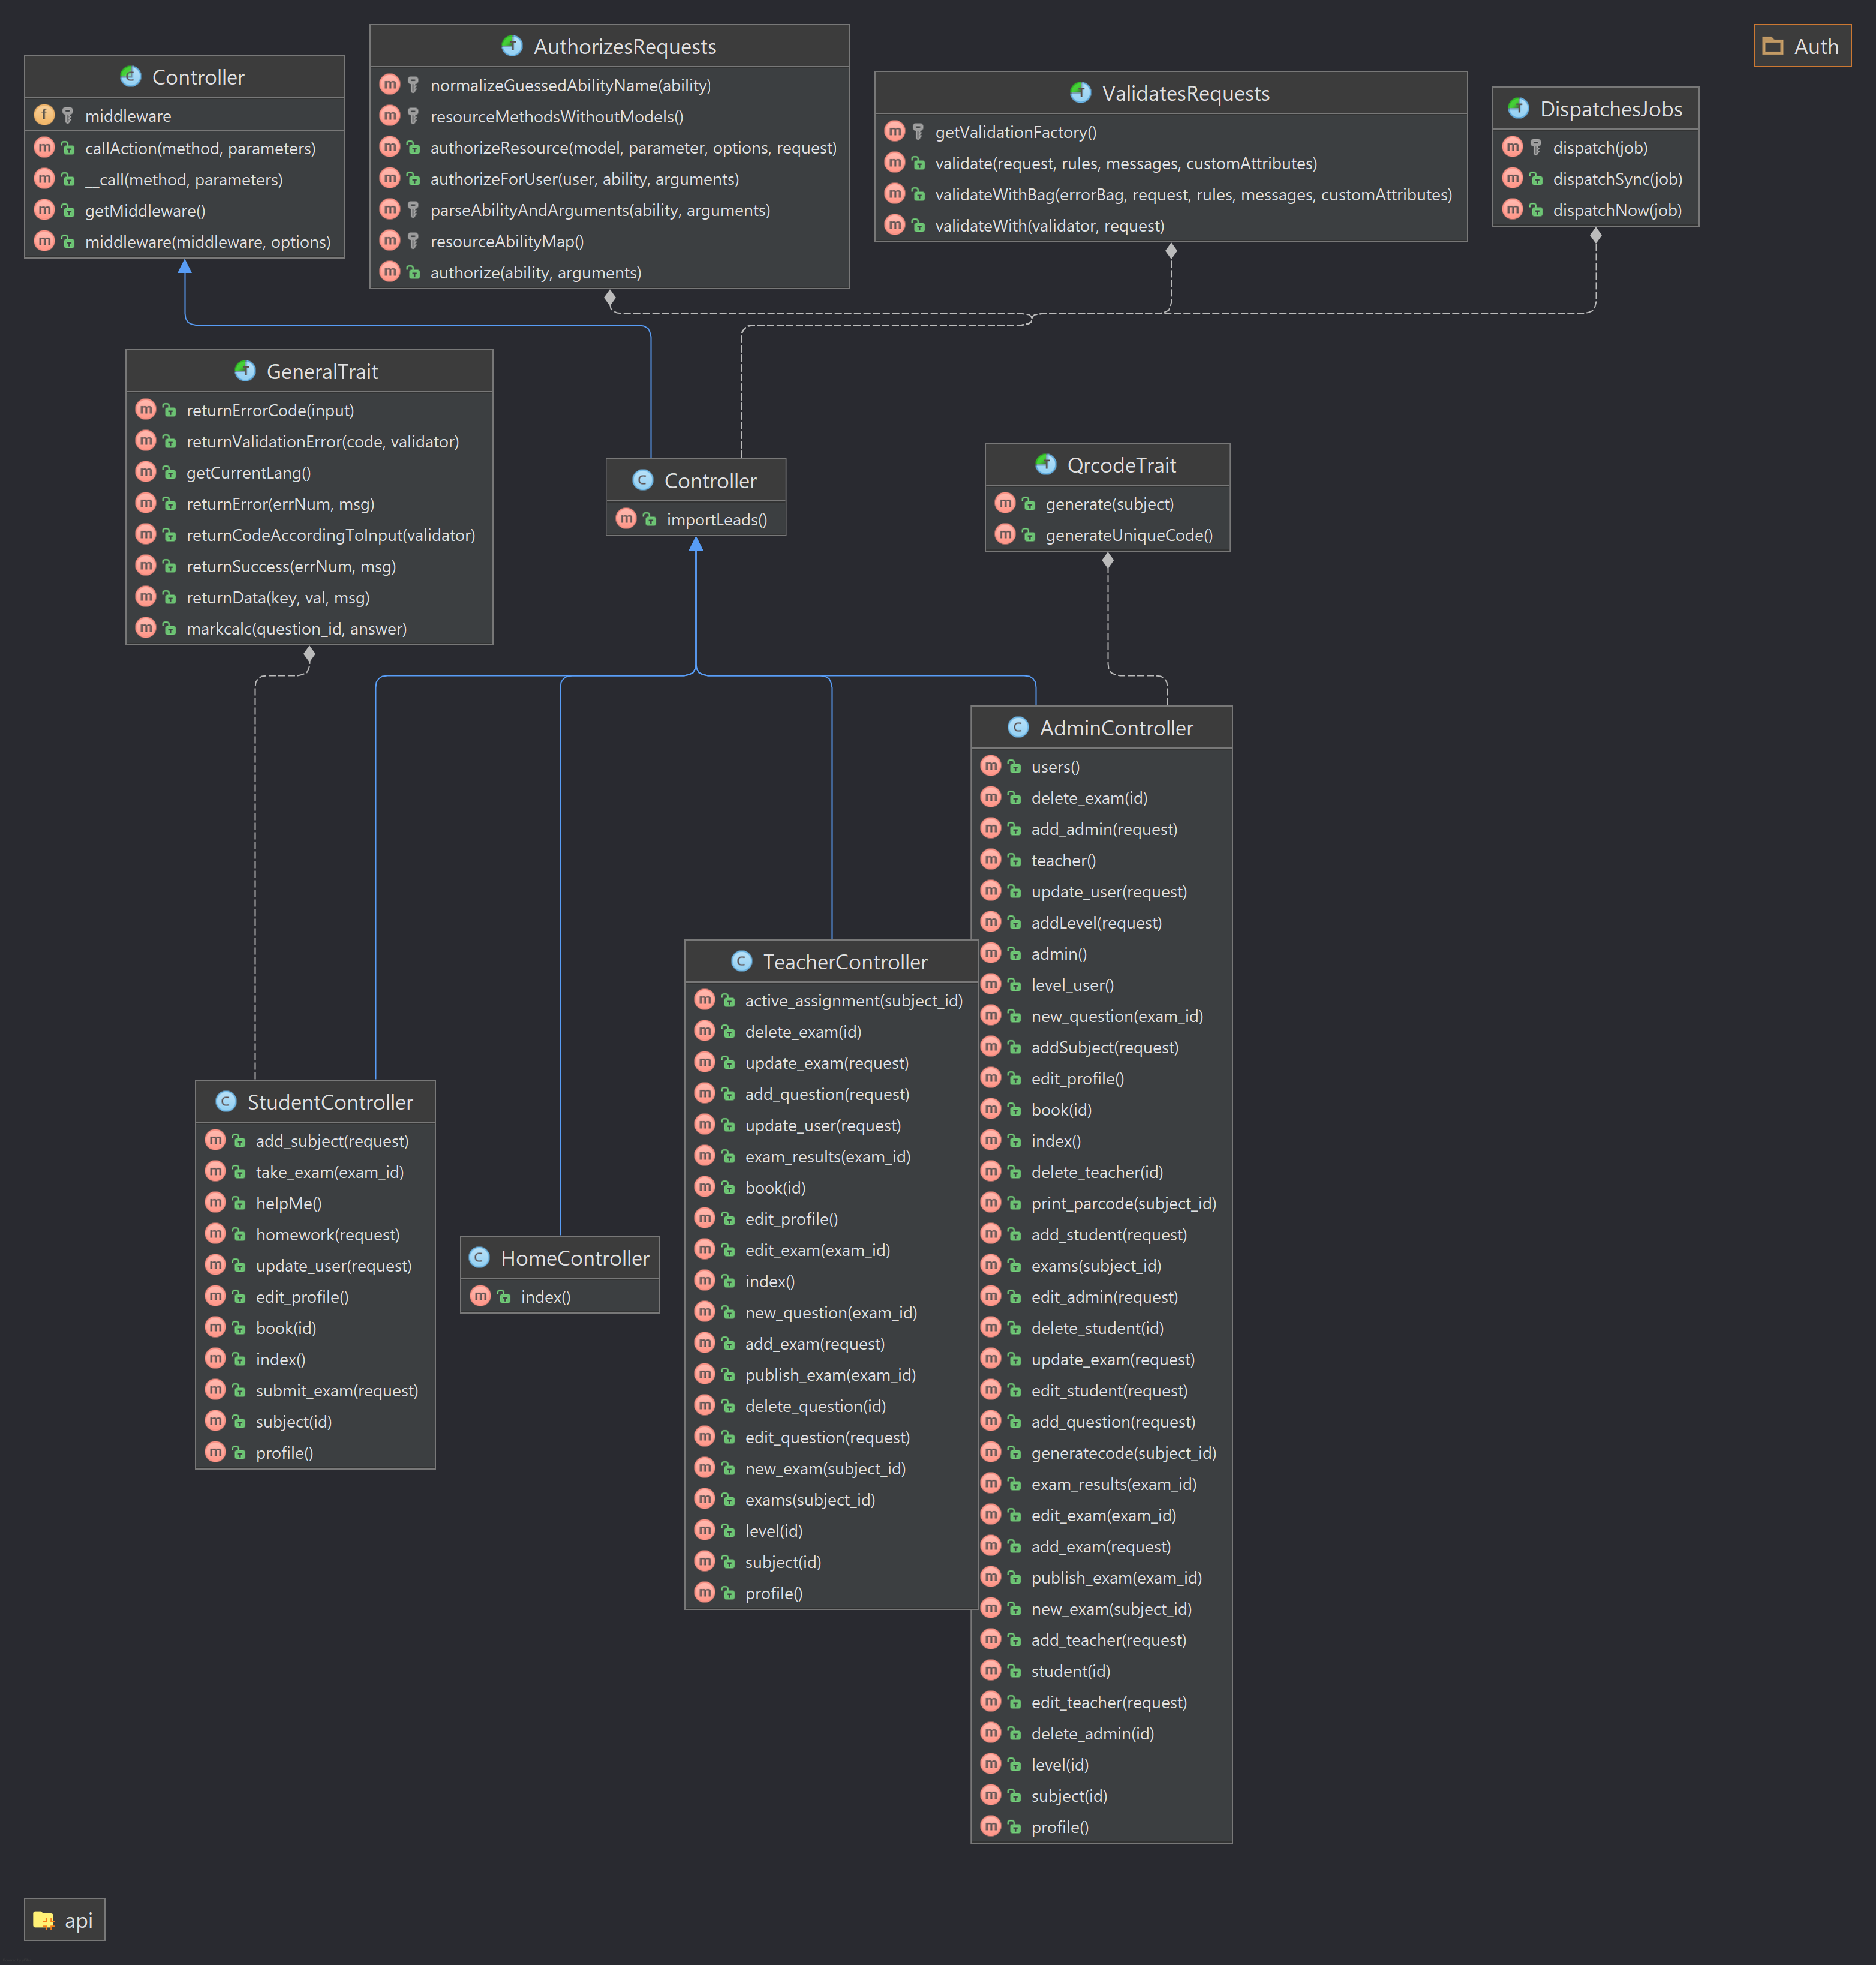 Controller
middleware
callAction(method, parameters)
__call(method, parameters)
getMiddleware()
middleware(middleware, options)
AuthorizesRequests
normalizeGuessedAbilityName(ability)
resourceMethodsWithoutModels()
authorizeResource(model, parameter, options, request)
authorizeForUser(user, ability, arguments)
parseAbilityAndArguments(ability, arguments)
resourceAbilityMap()
authorize(ability, arguments)
ValidatesRequests
getValidationFactory()
validate(request, rules, messages, customAttributes)
validateWithBag(errorBag, request, rules, messages, customAttributes)
validateWith(validator, request)
DispatchesJobs
dispatch(job)
dispatchSync(job)
dispatchNow(job)
Auth
GeneralTrait
returnErrorCode(input)
returnValidationError(code, validator)
getCurrentLang()
returnError(errNum, msg)
returnCodeAccordingToInput(validator)
returnSuccess(errNum, msg)
returnData(key, val, msg)
markcalc(question_id, answer)
Controller
importLeads()
QrcodeTrait
generate(subject)
generateUniqueCode()
StudentController
add_subject(request)
take_exam(exam_id)
helpMe()
homework(request)
update_user(request)
edit_profile()
book(id)
index()
submit_exam(request)
subject(id)
profile()
HomeController
index()
TeacherController
active_assignment(subject_id)
delete_exam(id)
update_exam(request)
add_question(request)
update_user(request)
exam_results(exam_id)
book(id)
edit_profile()
edit_exam(exam_id)
index()
new_question(exam_id)
add_exam(request)
publish_exam(exam_id)
delete_question(id)
edit_question(request)
new_exam(subject_id)
exams(subject_id)
level(id)
subject(id)
profile()
AdminController
users()
delete_exam(id)
add_admin(request)
teacher()
update_user(request)
addLevel(request)
admin()
level_user()
new_question(exam_id)
addSubject(request)
edit_profile()
book(id)
index()
delete_teacher(id)
print_parcode(subject_id)
add_student(request)
exams(subject_id)
edit_admin(request)
delete_student(id)
update_exam(request)
edit_student(request)
add_question(request)
generatecode(subject_id)
exam_results(exam_id)
edit_exam(exam_id)
add_exam(request)
publish_exam(exam_id)
new_exam(subject_id)
add_teacher(request)
student(id)
edit_teacher(request)
delete_admin(id)
level(id)
subject(id)
profile()
api